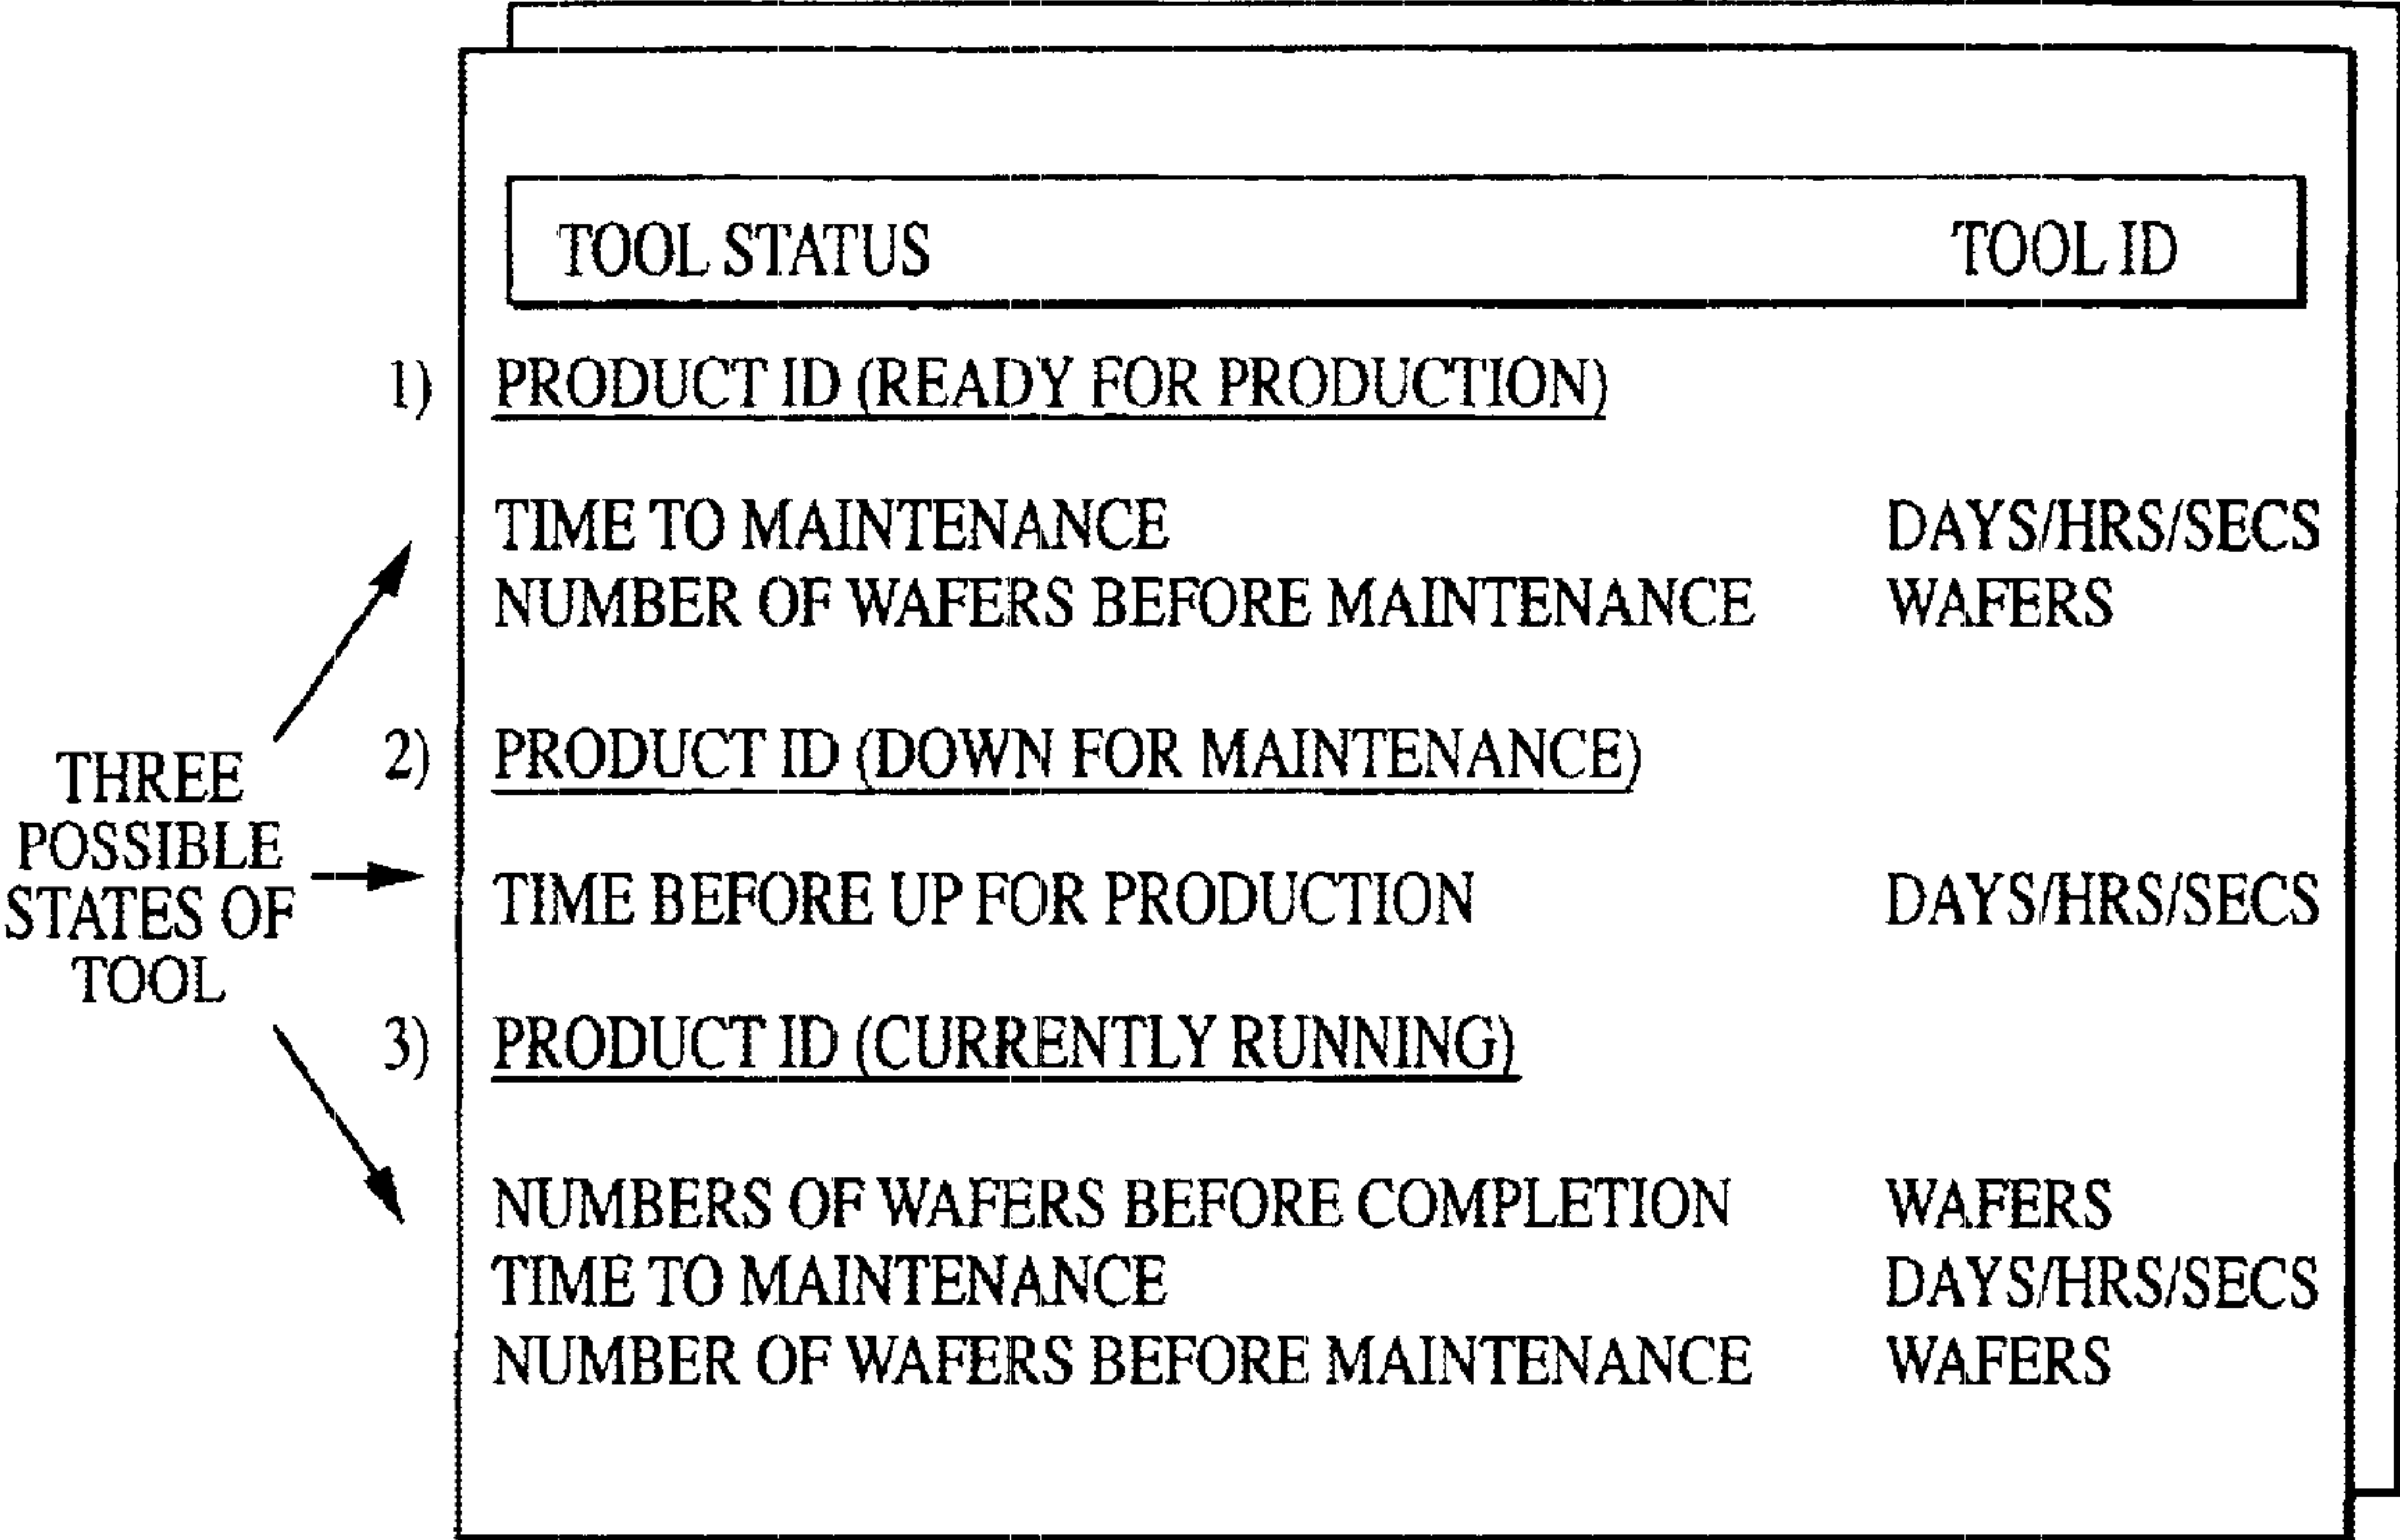 TOOL STATUS TOOL ID
1) PRODUCT ID (READY FOR PRODUCTION)
TIME TO MAINTENANCE DAYS/HRS/SECS
NUMBER OF WAFERS BEFORE MAINTENANCE WAFERS
2) PRODUCT ID (DOWN FOR MAINTENANCE)
TIME BEFORE UP FOR PRODUCTION DAYS/HRS/SECS
3) PRODUCT ID (CURRENTLY RUNNING)
NUMBERS OF WAFERS BEFORE COMPLETION WAFERS
TIME TO MAINTENANCE DAYS/HRS/SECS
NUMBER OF WAFERS BEFORE MAINTENANCE WAFERS
THREE
POSSIBLE
STATES OF
TOOL